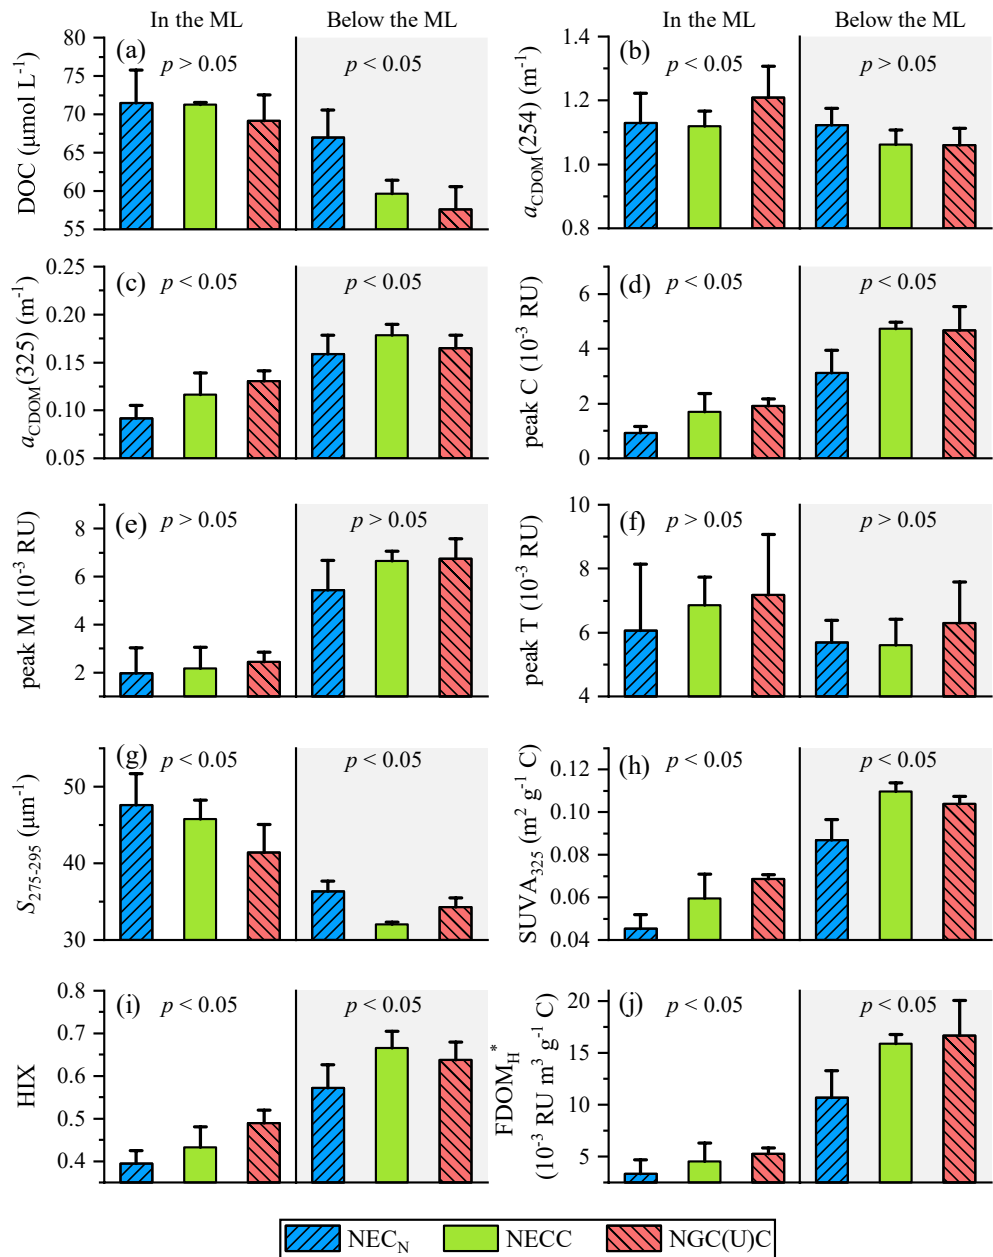 In the ML Below the ML In the ML Below the ML
(a) p > 0.05 p < 0.05
DOC (μmol L⁻¹)
80
75
70
65
60
55
(b) p < 0.05 p > 0.05
a_CDOM(254) (m⁻¹)
1.4
1.2
1.0
0.8
(c) p < 0.05 p < 0.05
a_CDOM(325) (m⁻¹)
0.25
0.20
0.15
0.10
0.05
(d) p < 0.05 p < 0.05
peak C (10⁻³ RU)
6
4
2
0
(e) p > 0.05 p > 0.05
peak M (10⁻³ RU)
8
6
4
2
(f) p > 0.05 p > 0.05
peak T (10⁻³ RU)
10
8
6
4
(g) p < 0.05 p < 0.05
S₂₇₅₋₂₉₅ (μm⁻¹)
50
40
30
(h) p < 0.05 p < 0.05
SUVA₃₂₅ (m² g⁻¹ C)
0.12
0.10
0.08
0.06
0.04
(i) p < 0.05 p < 0.05
HIX
0.8
0.7
0.6
0.5
0.4
(j) p < 0.05 p < 0.05
FDOM_H*
(10⁻³ RU m³ g⁻¹ C)
20
15
10
5
NEC_N NECC NGC(U)C